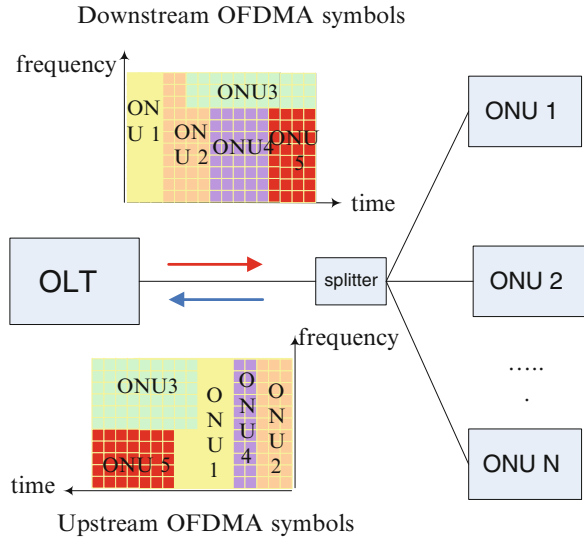 Downstream OFDMA symbols
frequency
ONU3
ON
U 1
ON
U 2
ONU4
ONU
5
time
ONU 1
OLT
splitter
ONU 2
.....
.
ONU N
frequency
ONU3
O
N
U
1
O
N
U
4
O
N
U
2
ONU 5
time
Upstream OFDMA symbols